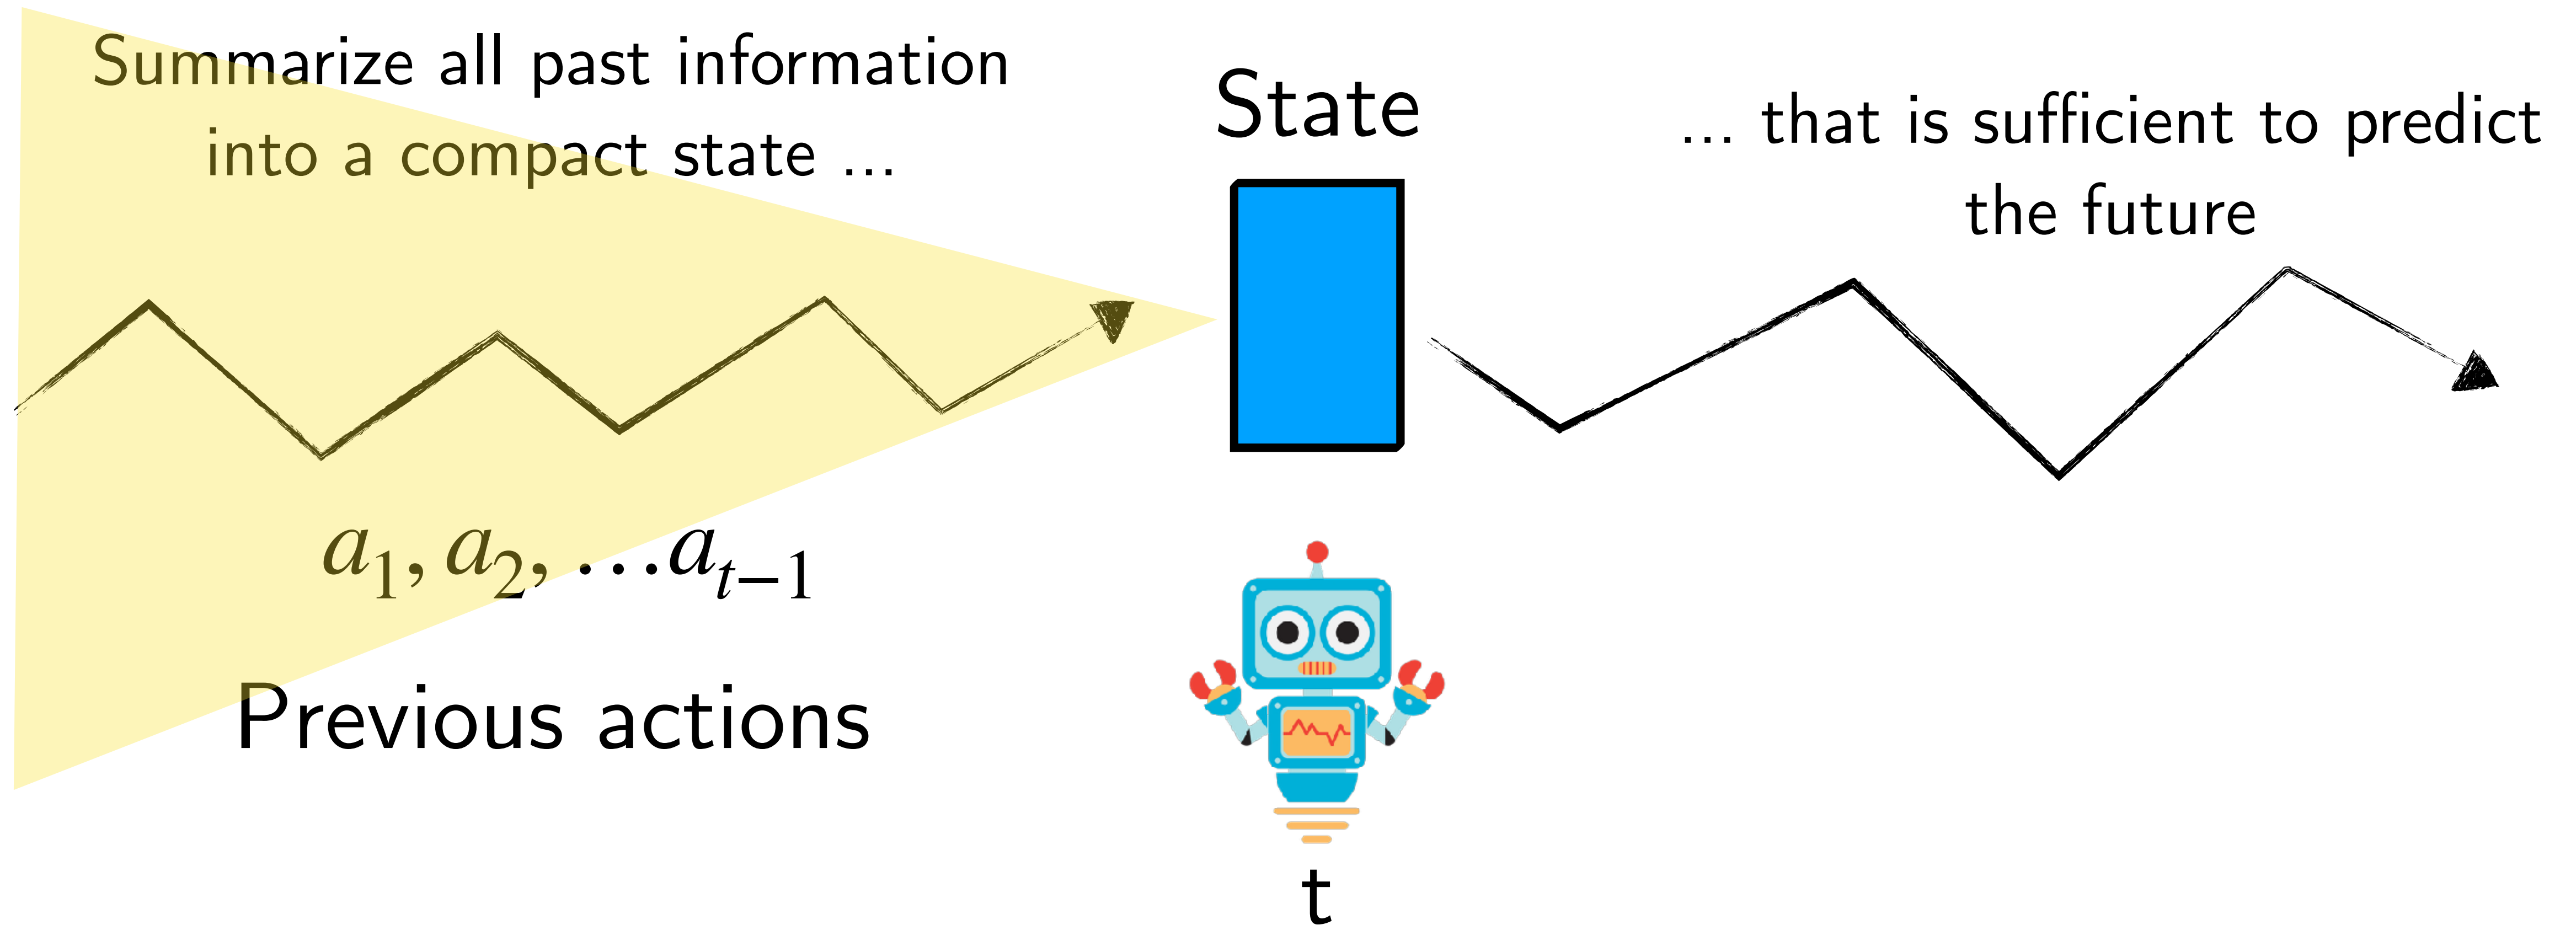 Summarize all past information
into a compact state ...
State
... that is sufficient to predict
the future
a₁, a₂, …aₜ₋₁
Previous actions
t